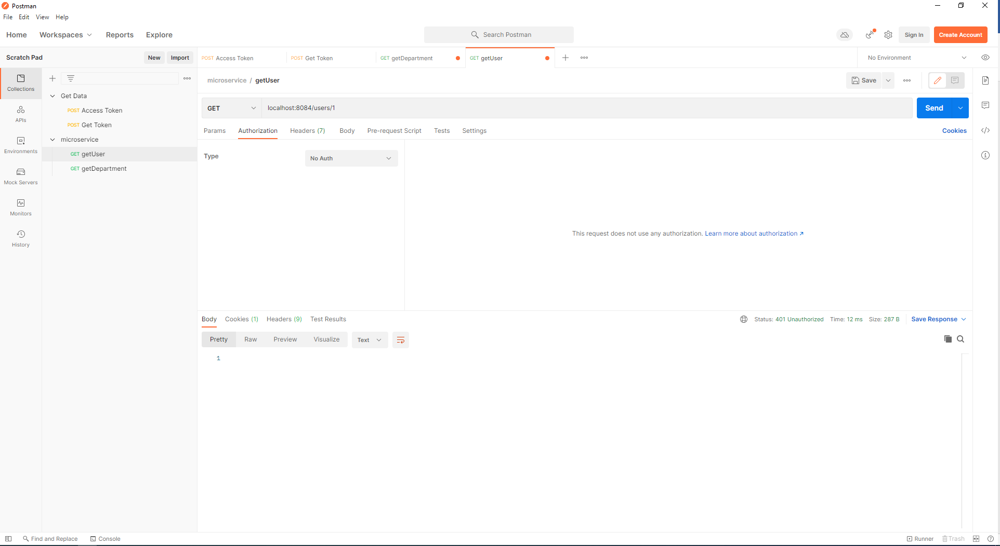 Postman
File Edit View Help
Home Workspaces Reports Explore
Search Postman
Sign In
Create Account
Scratch Pad
New
Import
POST Access Token
POST Get Token
GET getDepartment
GET getUser
No Environment
Collections
APIs
Environments
Mock Servers
Monitors
History
Get Data
POST Access Token
POST Get Token
microservice
GET getUser
GET getDepartment
microservice / getUser
Save
GET
localhost:8084/users/1
Send
Params Authorization Headers (7) Body Pre-request Script Tests Settings
Cookies
Type
No Auth
This request does not use any authorization. Learn more about authorization ↗
Body Cookies (1) Headers (9) Test Results
Status: 401 Unauthorized Time: 12 ms Size: 287 B
Save Response
Pretty Raw Preview Visualize
Text
1
Find and Replace
Console
Runner
Trash